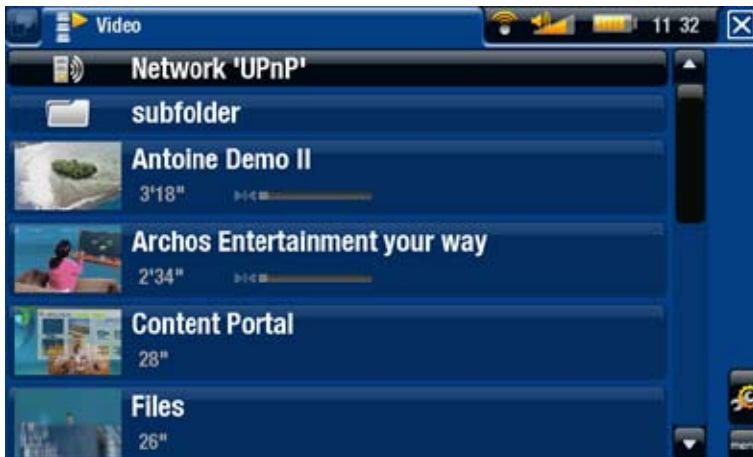 Video
11 32
Network 'UPnP'
subfolder
Antoine Demo II
3'18"
Archos Entertainment your way
2'34"
Content Portal
28"
Files
26"